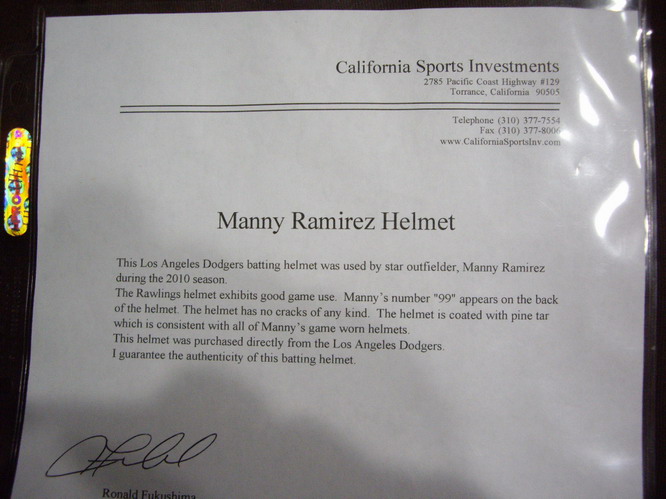 California Sports Investments
2785 Pacific Coast Highway #129
Torrance, California 90505
Telephone (310) 377-7554
Fax (310) 377-8006
www.CaliforniaSportsInv.com
Manny Ramirez Helmet
This Los Angeles Dodgers batting helmet was used by star outfielder, Manny Ramirez
during the 2010 season.
The Rawlings helmet exhibits good game use. Manny's number "99" appears on the back
of the helmet. The helmet has no cracks of any kind. The helmet is coated with pine tar
which is consistent with all of Manny's game worn helmets.
This helmet was purchased directly from the Los Angeles Dodgers.
I guarantee the authenticity of this batting helmet.
Ronald Fukushima